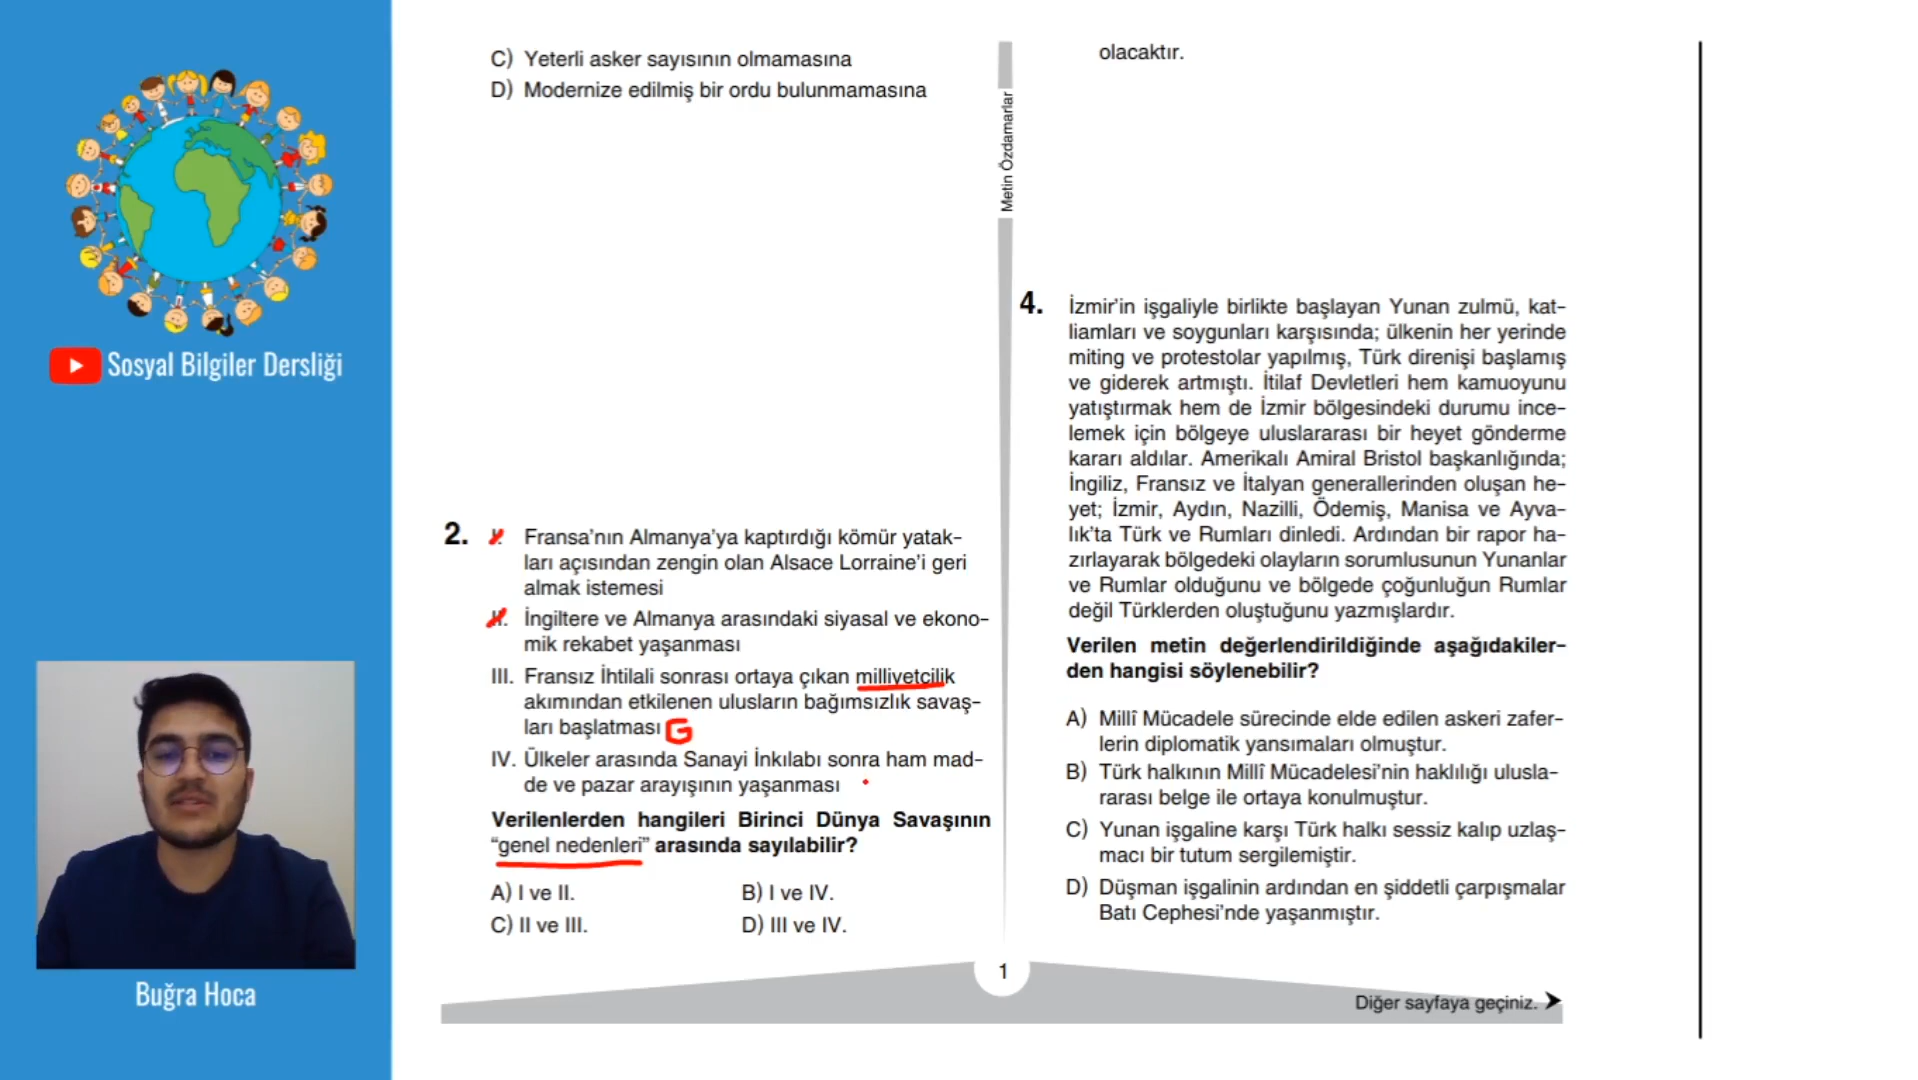 Sosyal Bilgiler Dersliği
Buğra Hoca
C) Yeterli asker sayısının olmamasına
D) Modernize edilmiş bir ordu bulunmamasına
2. I. Fransa’nın Almanya’ya kaptırdığı kömür yatak-
ları açısından zengin olan Alsace Lorraine’i geri
almak istemesi
II. İngiltere ve Almanya arasındaki siyasal ve ekono-
mik rekabet yaşanması
III. Fransız İhtilali sonrası ortaya çıkan milliyetçilik
akımından etkilenen ulusların bağımsızlık savaş-
ları başlatması G
IV. Ülkeler arasında Sanayi İnkılabı sonra ham mad-
de ve pazar arayışının yaşanması
Verilenlerden hangileri Birinci Dünya Savaşının
“genel nedenleri” arasında sayılabilir?
A) I ve II.
B) I ve IV.
C) II ve III.
D) III ve IV.
Metin Özdamarlar
olacaktır.
4. İzmir’in işgaliyle birlikte başlayan Yunan zulmü, kat-
liamları ve soygunları karşısında; ülkenin her yerinde
miting ve protestolar yapılmış, Türk direnişi başlamış
ve giderek artmıştı. İtilaf Devletleri hem kamuoyunu
yatıştırmak hem de İzmir bölgesindeki durumu ince-
lemek için bölgeye uluslararası bir heyet gönderme
kararı aldılar. Amerikalı Amiral Bristol başkanlığında;
İngiliz, Fransız ve İtalyan generallerinden oluşan he-
yet; İzmir, Aydın, Nazilli, Ödemiş, Manisa ve Ayva-
lık’ta Türk ve Rumları dinledi. Ardından bir rapor ha-
zırlayarak bölgedeki olayların sorumlusunun Yunanlar
ve Rumlar olduğunu ve bölgede çoğunluğun Rumlar
değil Türklerden oluştuğunu yazmışlardır.
Verilen metin değerlendirildiğinde aşağıdakiler-
den hangisi söylenebilir?
A) Millî Mücadele sürecinde elde edilen askeri zafer-
lerin diplomatik yansımaları olmuştur.
B) Türk halkının Millî Mücadelesi’nin haklılığı ulusla-
rarası belge ile ortaya konulmuştur.
C) Yunan işgaline karşı Türk halkı sessiz kalıp uzlaş-
macı bir tutum sergilemiştir.
D) Düşman işgalinin ardından en şiddetli çarpışmalar
Batı Cephesi’nde yaşanmıştır.
1
Diğer sayfaya geçiniz.